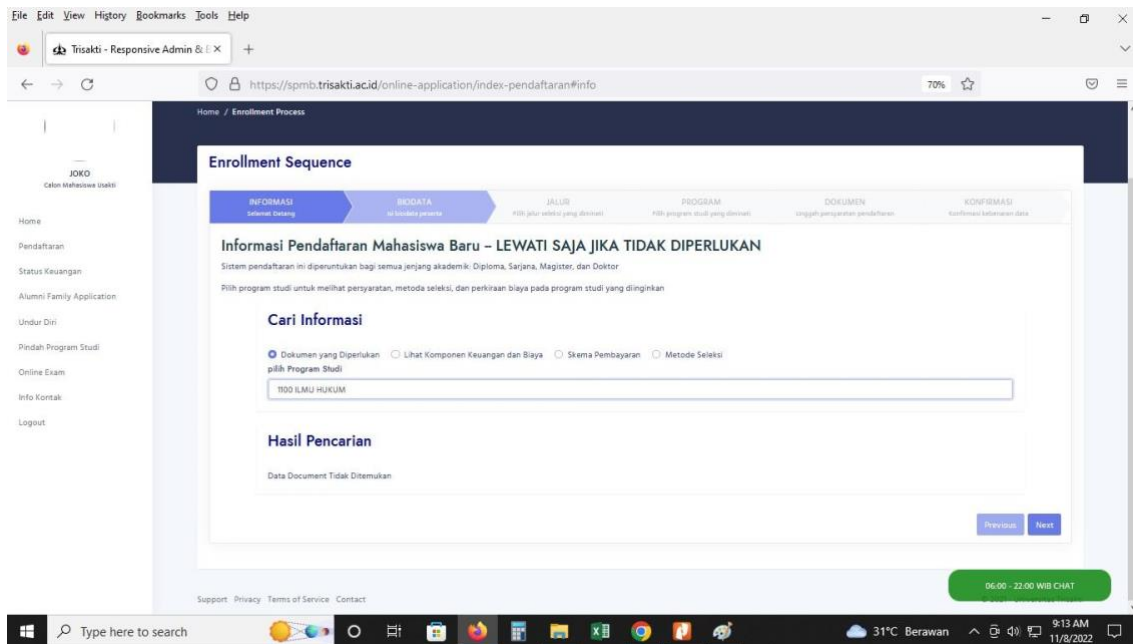 File Edit View History Bookmarks Tools Help
Trisakti - Responsive Admin & E
https://spmb.trisakti.ac.id/online-application/index-pendaftaran#info
70%
Home / Enrollment Process
JOKO
Calon Mahasiswa Usakti
Home
Pendaftaran
Status Keuangan
Alumni Family Application
Undur Diri
Pindah Program Studi
Online Exam
Info Kontak
Logout
Enrollment Sequence
INFORMASI
Selamat Datang
BIODATA
Isi biodata peserta
JALUR
Pilih jalur seleksi yang diminati
PROGRAM
Pilih program studi yang diminati
DOKUMEN
Unggah persyaratan pendaftaran
KONFIRMASI
Konfirmasi kebenaran data
Informasi Pendaftaran Mahasiswa Baru – LEWATI SAJA JIKA TIDAK DIPERLUKAN
Sistem pendaftaran ini diperuntukan bagi semua jenjang akademik: Diploma, Sarjana, Magister, dan Doktor
Pilih program studi untuk melihat persyaratan, metoda seleksi, dan perkiraan biaya pada program studi yang diinginkan
Cari Informasi
Dokumen yang Diperlukan Lihat Komponen Keuangan dan Biaya Skema Pembayaran Metode Seleksi
pilih Program Studi
1100 ILMU HUKUM
Hasil Pencarian
Data Document Tidak Ditemukan
Previous Next
06:00 - 22:00 WIB CHAT
Support Privacy Terms of Service Contact
© 2021 - Universitas Trisakti
Type here to search
31°C Berawan
9:13 AM
11/8/2022